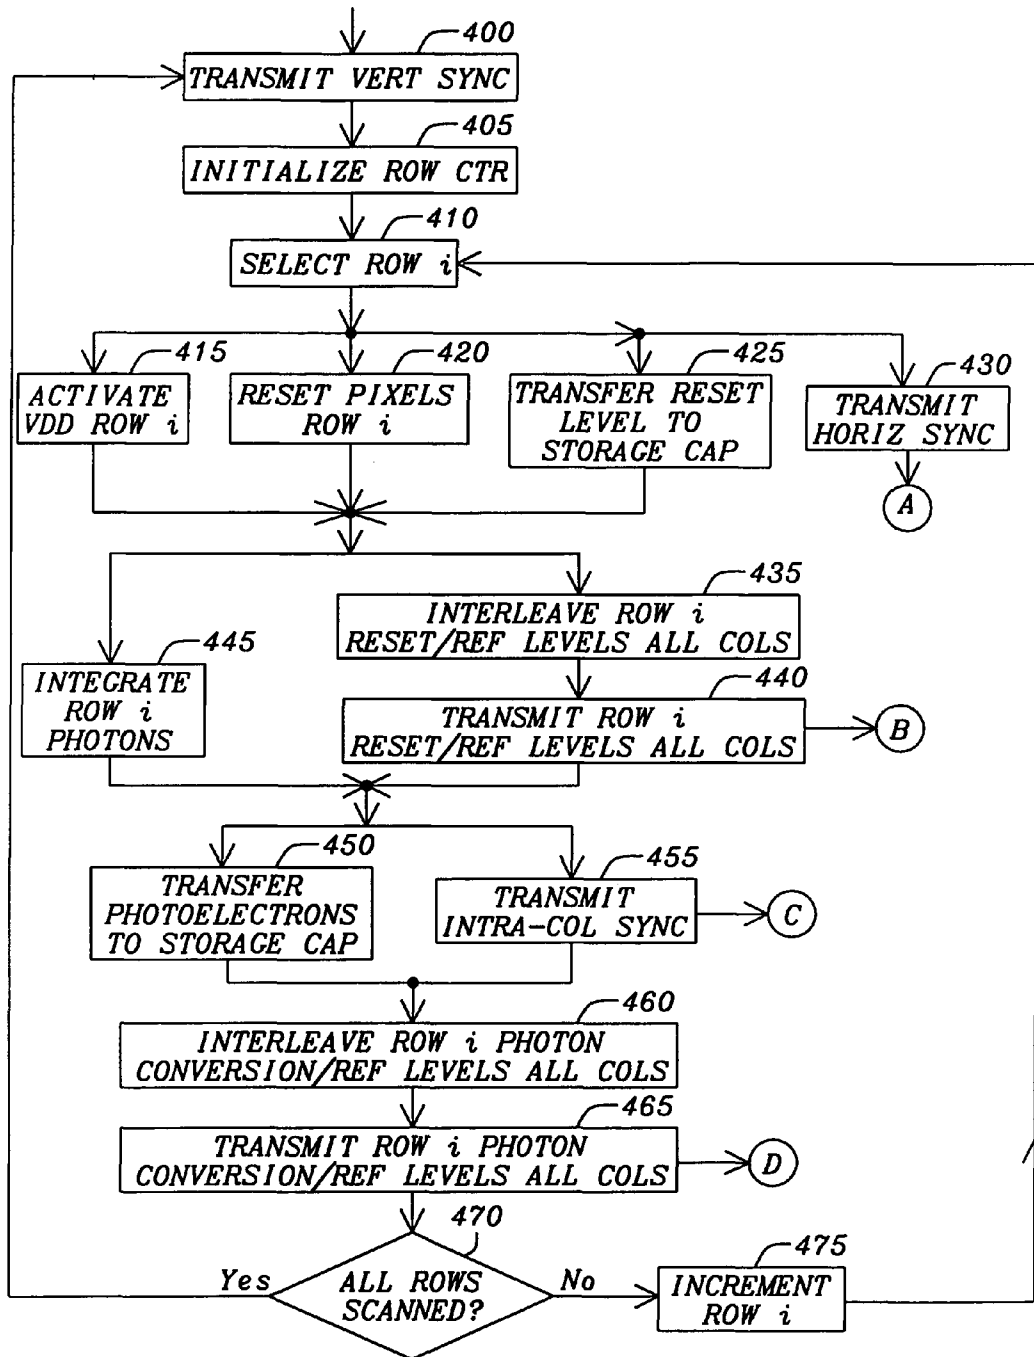 400
TRANSMIT VERT SYNC
405
INITIALIZE ROW CTR
410
SELECT ROW i
415
ACTIVATE
VDD ROW i
420
RESET PIXELS
ROW i
425
TRANSFER RESET
LEVEL TO
STORAGE CAP
430
TRANSMIT
HORIZ SYNC
A
435
INTERLEAVE ROW i
RESET/REF LEVELS ALL COLS
445
INTEGRATE
ROW i
PHOTONS
440
TRANSMIT ROW i
RESET/REF LEVELS ALL COLS
B
450
TRANSFER
PHOTOELECTRONS
TO STORAGE CAP
455
TRANSMIT
INTRA-COL SYNC
C
460
INTERLEAVE ROW i PHOTON
CONVERSION/REF LEVELS ALL COLS
465
TRANSMIT ROW i PHOTON
CONVERSION/REF LEVELS ALL COLS
D
470
ALL ROWS
SCANNED?
Yes
No
475
INCREMENT
ROW i